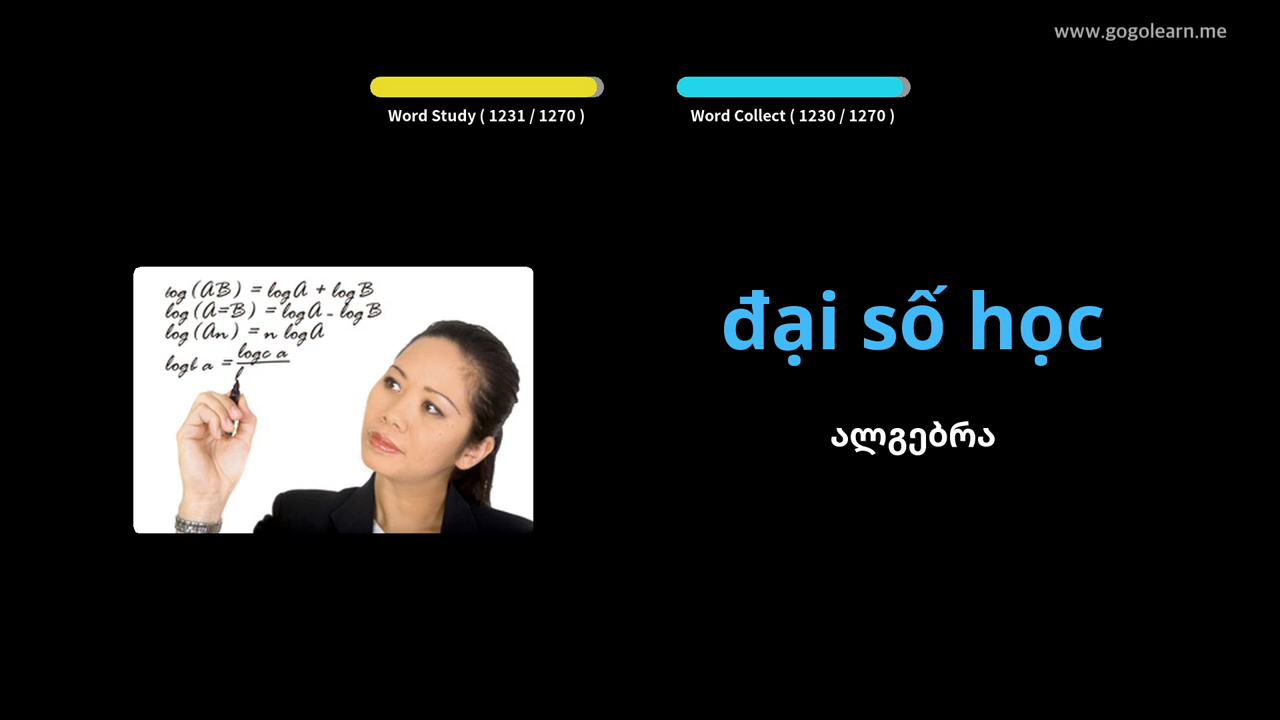 www.gogolearn.me
Word Study ( 1231 / 1270 )
Word Collect ( 1230 / 1270 )
log (AB) = log A + log B
log (A=B) = log A - log B
log (An) = n log A
logb a = logc a
đại số học
ალგებრა